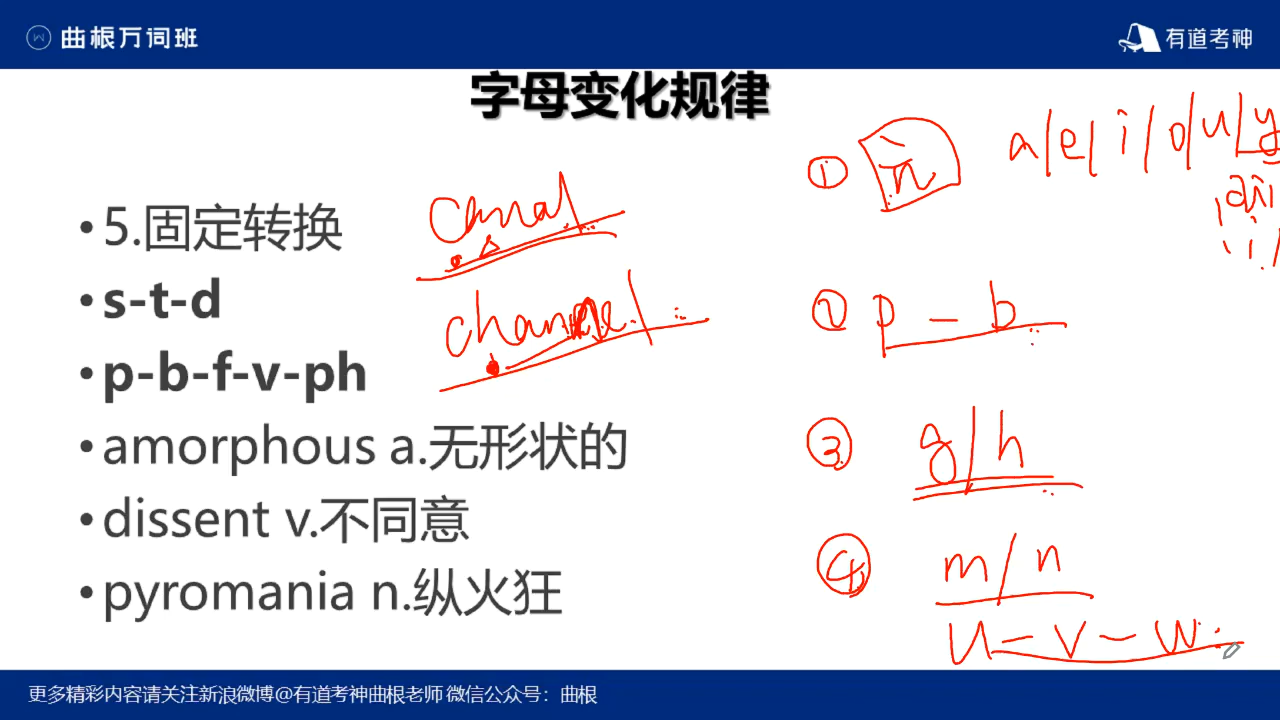 曲根万词班
有道考神
字母变化规律
• 5.固定转换
• s-t-d
• p-b-f-v-ph
• amorphous a.无形状的
• dissent v.不同意
• pyromania n.纵火狂
canal
channel
① n a/e/i/o/u/y
② p - b
③ g/h
④ m/n
u - v - w
更多精彩内容请关注新浪微博@有道考神曲根老师 微信公众号：曲根